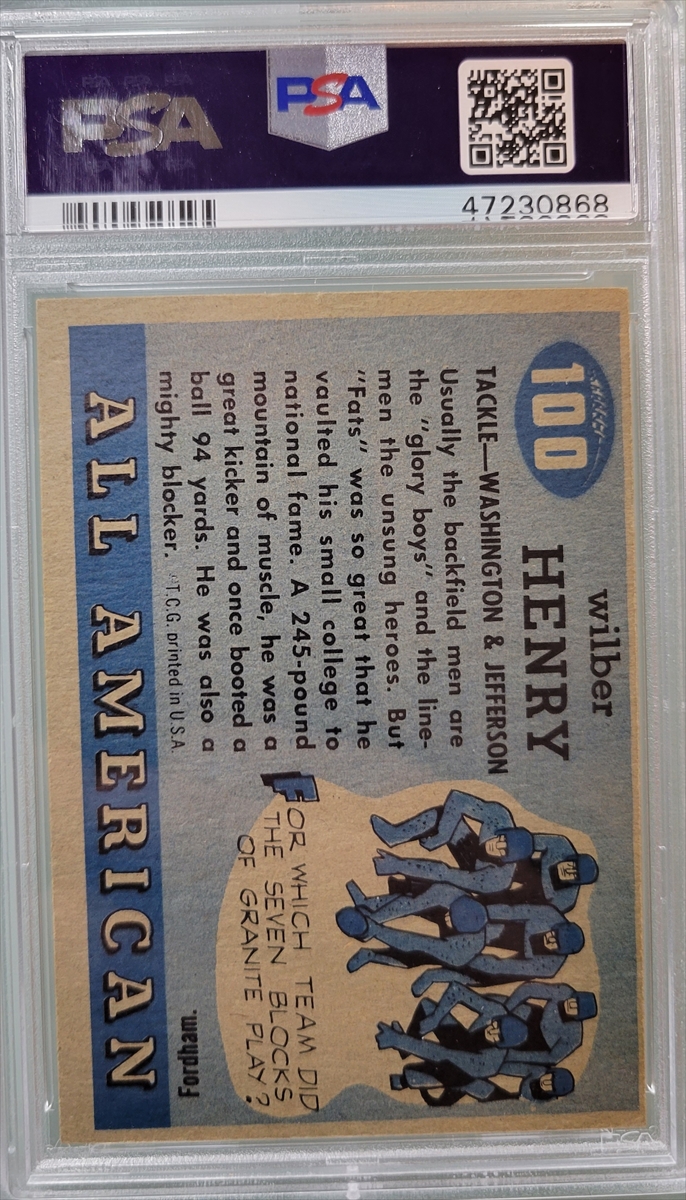 PSA
PSA
47230868
100
wilber
HENRY
TACKLE—WASHINGTON & JEFFERSON
Usually the backfield men are
the "glory boys" and the line-
men the unsung heroes. But
"Fats" was so great that he
vaulted his small college to
national fame. A 245-pound
mountain of muscle, he was a
great kicker and once booted a
ball 94 yards. He was also a
mighty blocker.
T.C.G. printed in U.S.A.
FOR WHICH TEAM DID
THE SEVEN BLOCKS
OF GRANITE PLAY?
Fordham.
ALL AMERICAN